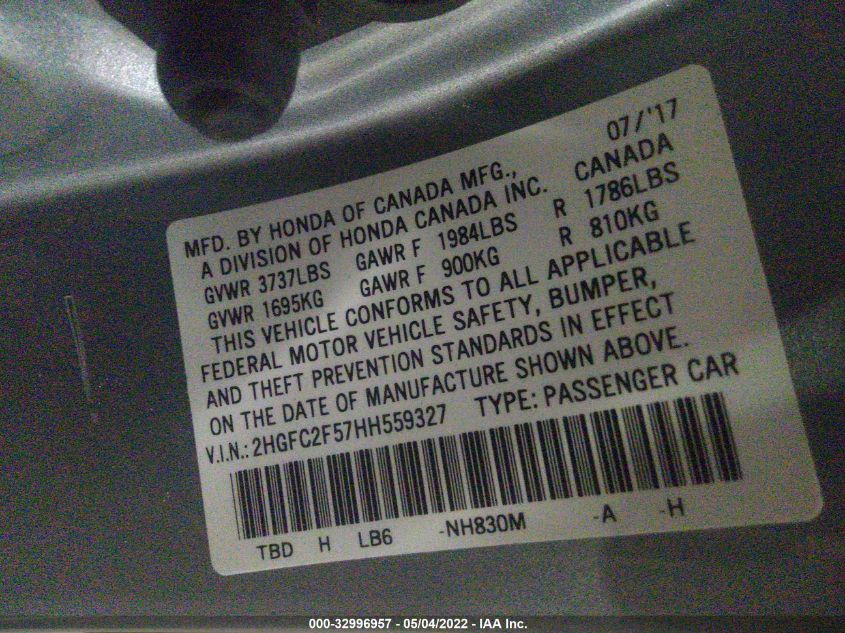 07/'17
MFD. BY HONDA OF CANADA MFG.,
A DIVISION OF HONDA CANADA INC. CANADA
GVWR 3737LBS GAWR F 1984LBS R 1786LBS
GVWR 1695KG GAWR F 900KG R 810KG
THIS VEHICLE CONFORMS TO ALL APPLICABLE
FEDERAL MOTOR VEHICLE SAFETY, BUMPER,
AND THEFT PREVENTION STANDARDS IN EFFECT
ON THE DATE OF MANUFACTURE SHOWN ABOVE.
V.I.N.: 2HGFC2F57HH559327 TYPE: PASSENGER CAR
TBD H LB6 -NH830M -A -H
000-32996957 - 05/04/2022 - IAA Inc.